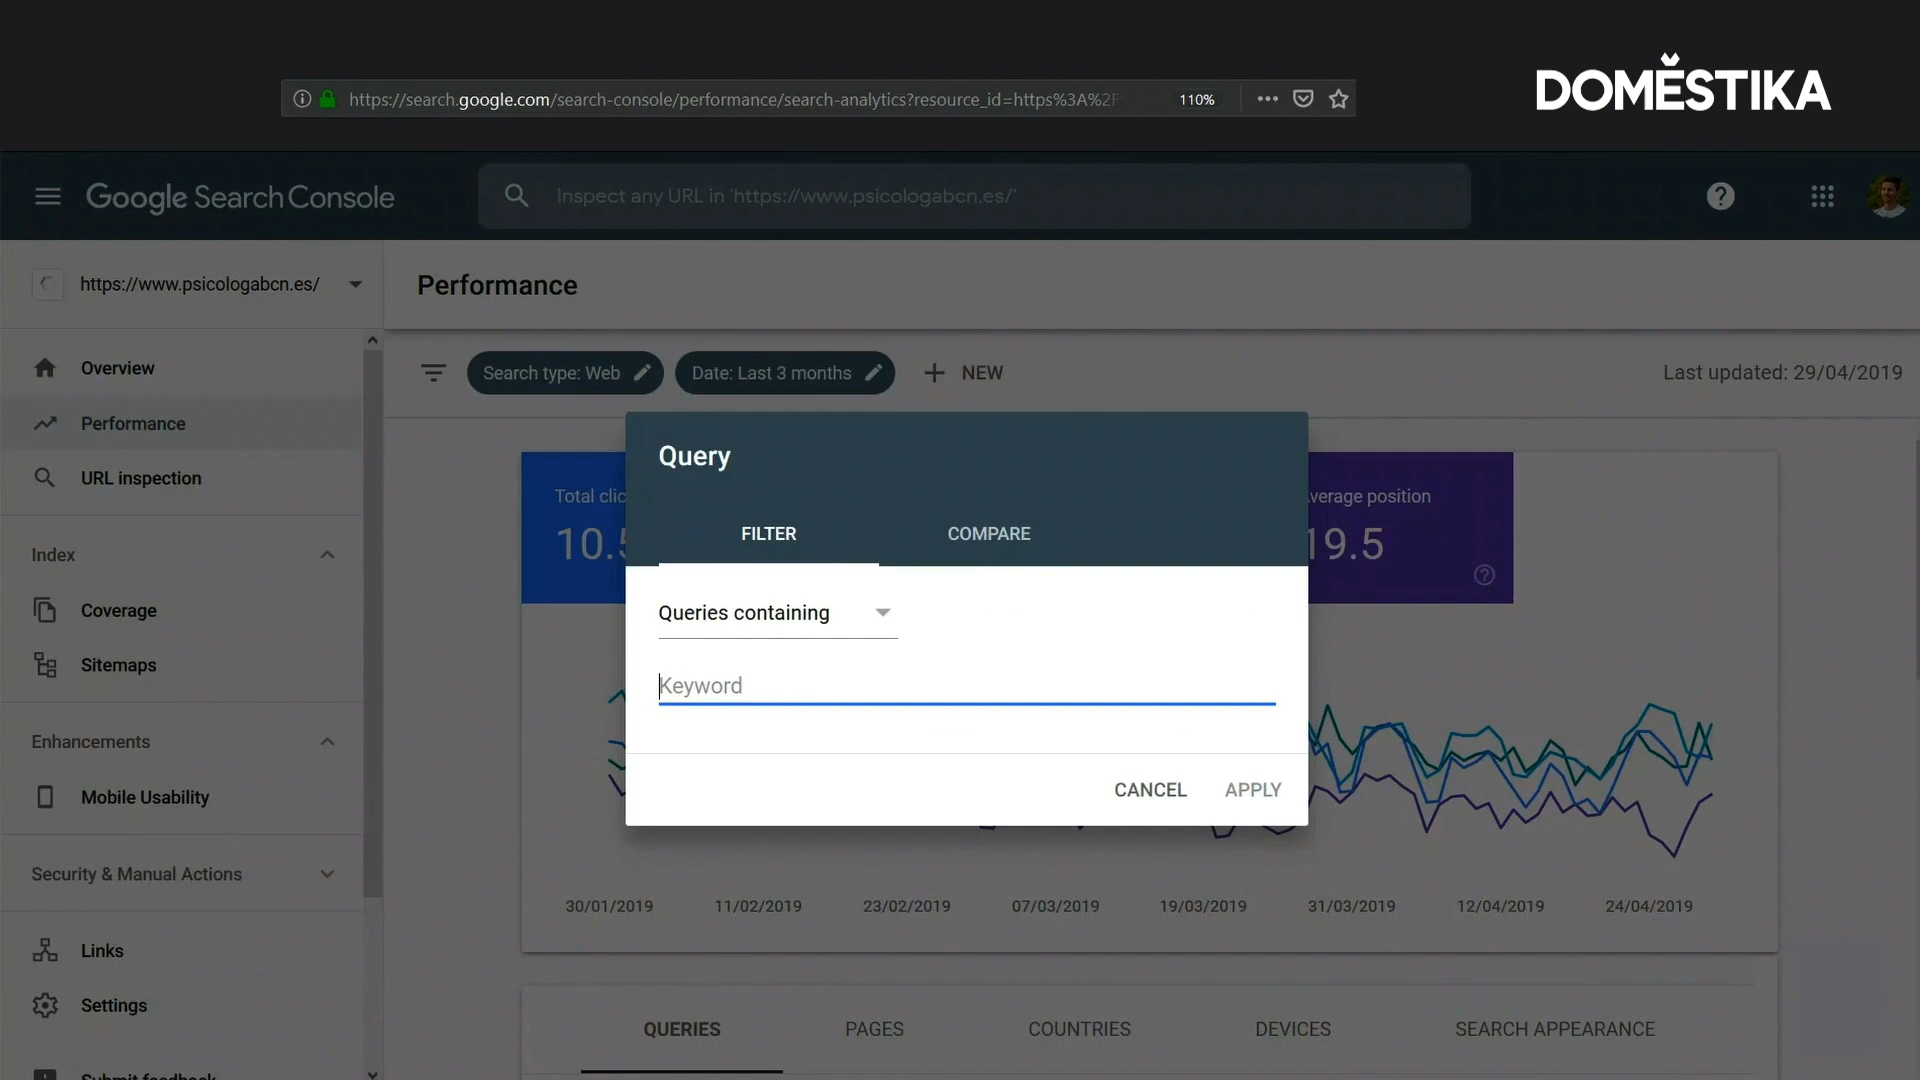 DOMESTIKA
https://search.google.com/search-console/performance/search-analytics?resource_id=https%3A%2F
110%
Google Search Console
Inspect any URL in 'https://www.psicologabcn.es/'
https://www.psicologabcn.es/
Performance
Overview
Performance
URL inspection
Index
Coverage
Sitemaps
Enhancements
Mobile Usability
Security & Manual Actions
Links
Settings
Submit feedback
Search type: Web
Date: Last 3 months
NEW
Last updated: 29/04/2019
Query
FILTER
COMPARE
Queries containing
Keyword
CANCEL
APPLY
Total clic
10.5
verage position
19.5
30/01/2019
11/02/2019
23/02/2019
07/03/2019
19/03/2019
31/03/2019
12/04/2019
24/04/2019
QUERIES
PAGES
COUNTRIES
DEVICES
SEARCH APPEARANCE